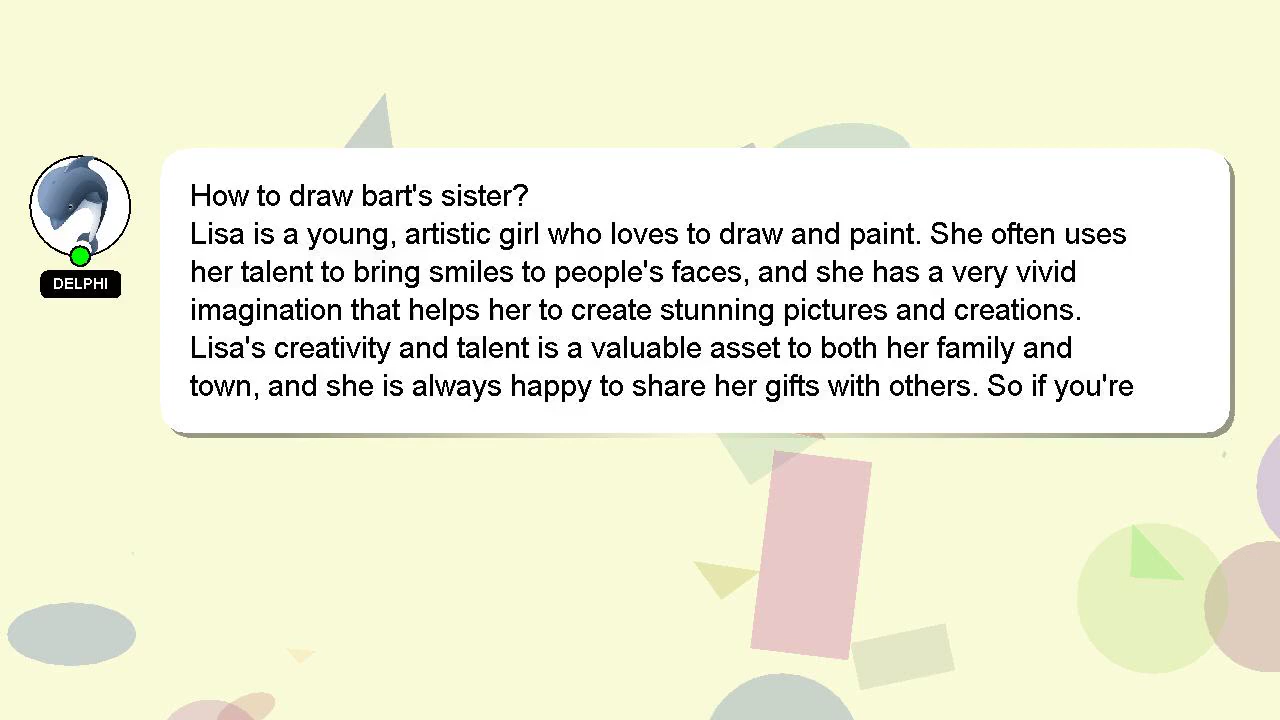 How to draw bart's sister?
Lisa is a young, artistic girl who loves to draw and paint. She often uses
her talent to bring smiles to people's faces, and she has a very vivid
imagination that helps her to create stunning pictures and creations.
Lisa's creativity and talent is a valuable asset to both her family and
town, and she is always happy to share her gifts with others. So if you're
DELPHI